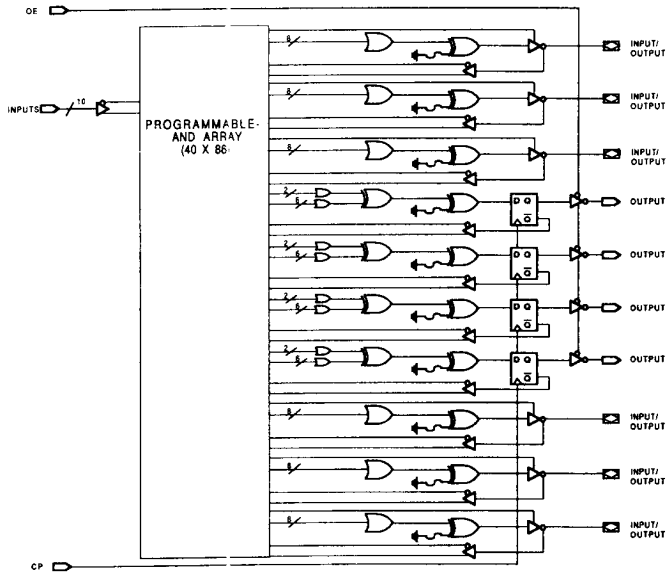 OE
8
INPUT/
OUTPUT
INPUTS
10
8
INPUT/
OUTPUT
PROGRAMMABLE-
AND ARRAY
(40 X 86-
8
INPUT/
OUTPUT
2
6
D Q
Q
OUTPUT
2
6
D Q
Q
OUTPUT
2
6
D Q
Q
OUTPUT
2
6
D Q
Q
OUTPUT
8
INPUT/
OUTPUT
8
INPUT/
OUTPUT
8
INPUT/
OUTPUT
CP